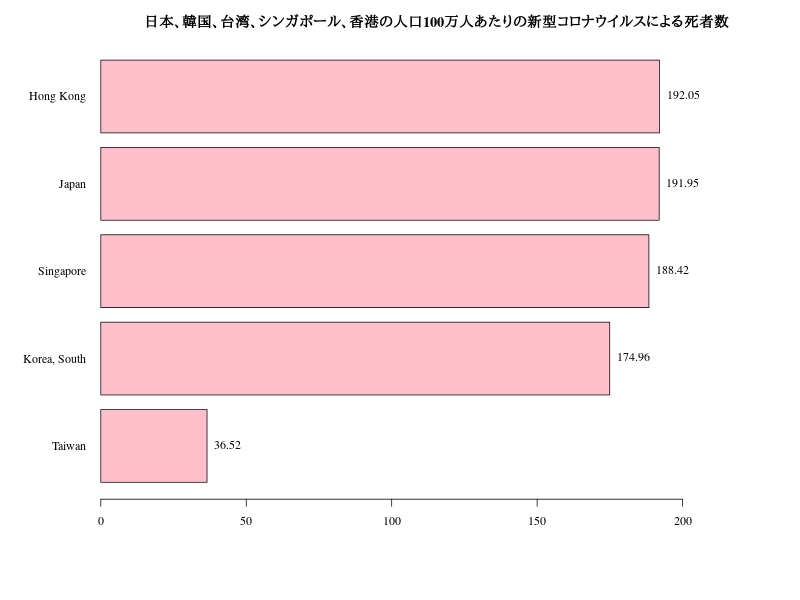 日本、韓国、台湾、シンガポール、香港の人口100万人あたりの新型コロナウイルスによる死者数
Hong Kong 192.05
Japan 191.95
Singapore 188.42
Korea, South 174.96
Taiwan 36.52
0 50 100 150 200